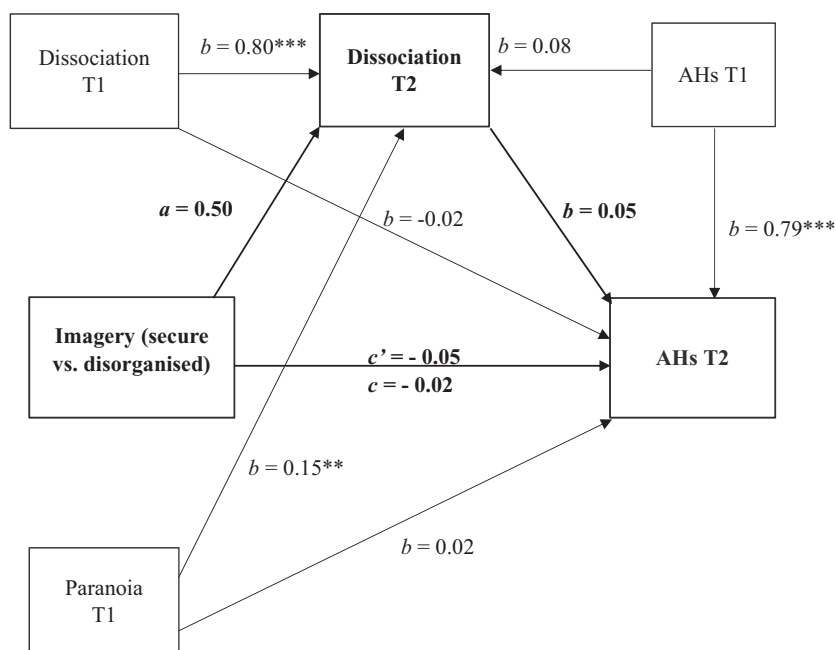 Dissociation
T1
b = 0.80***
Dissociation
T2
b = 0.08
AHs T1
a = 0.50
b = -0.02
b = 0.05
b = 0.79***
Imagery (secure
vs. disorganised)
c’ = - 0.05
c = - 0.02
AHs T2
b = 0.15**
b = 0.02
Paranoia
T1